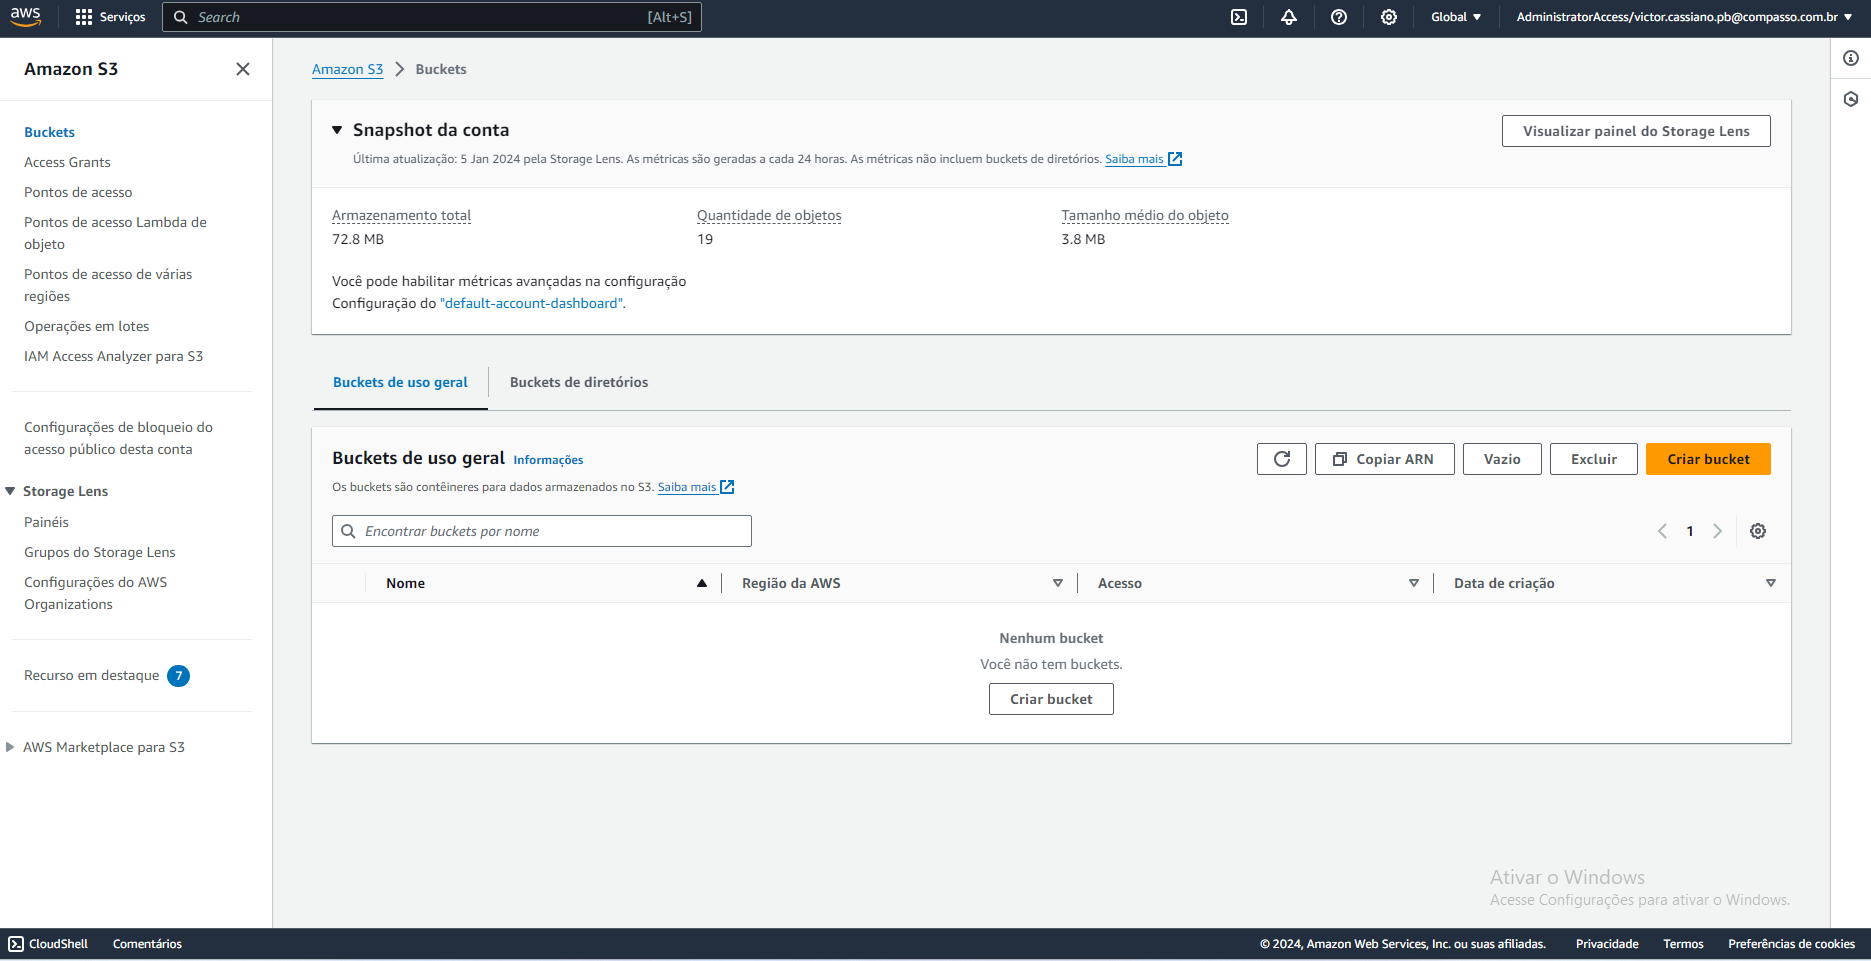 aws
Serviços
Search
[Alt+S]
Global
AdministratorAccess/victor.cassiano.pb@compasso.com.br
Amazon S3
Buckets
Access Grants
Pontos de acesso
Pontos de acesso Lambda de
objeto
Pontos de acesso de várias
regiões
Operações em lotes
IAM Access Analyzer para S3
Configurações de bloqueio do
acesso público desta conta
Storage Lens
Painéis
Grupos do Storage Lens
Configurações do AWS
Organizations
Recurso em destaque 7
AWS Marketplace para S3
Amazon S3 Buckets
Snapshot da conta
Visualizar painel do Storage Lens
Última atualização: 5 Jan 2024 pela Storage Lens. As métricas são geradas a cada 24 horas. As métricas não incluem buckets de diretórios. Saiba mais
Armazenamento total
72.8 MB
Quantidade de objetos
19
Tamanho médio do objeto
3.8 MB
Você pode habilitar métricas avançadas na configuração
Configuração do "default-account-dashboard".
Buckets de uso geral
Buckets de diretórios
Buckets de uso geral Informações
Os buckets são contêineres para dados armazenados no S3. Saiba mais
Copiar ARN
Vazio
Excluir
Criar bucket
Encontrar buckets por nome
1
Nome
Região da AWS
Acesso
Data de criação
Nenhum bucket
Você não tem buckets.
Criar bucket
Ativar o Windows
Acesse Configurações para ativar o Windows.
CloudShell
Comentários
© 2024, Amazon Web Services, Inc. ou suas afiliadas.
Privacidade
Termos
Preferências de cookies